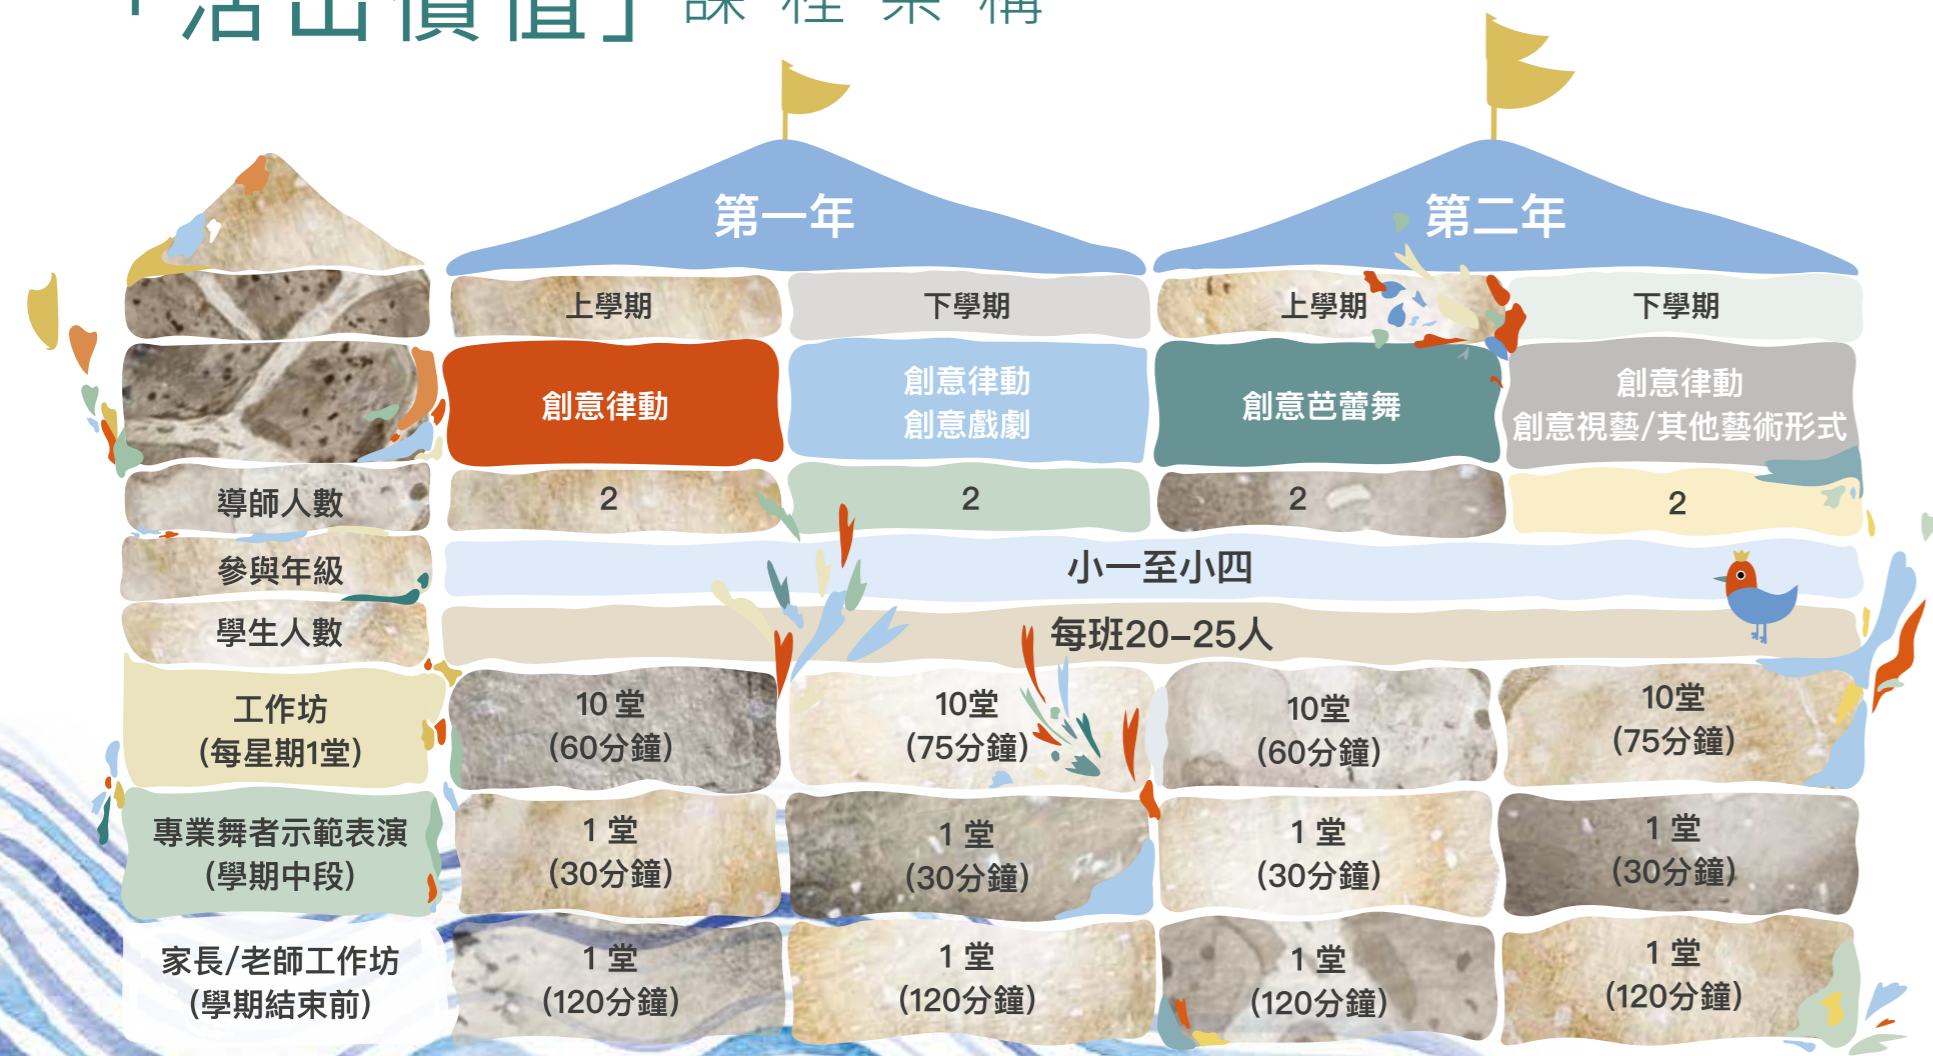 「活出價值」課程架構
第一年
第二年
上學期
下學期
上學期
下學期
創意律動
創意律動
創意戲劇
創意芭蕾舞
創意律動
創意視藝/其他藝術形式
導師人數
2
2
2
2
參與年級
小一至小四
學生人數
每班20-25人
工作坊
(每星期1堂)
10 堂
(60分鐘)
10堂
(75分鐘)
10堂
(60分鐘)
10堂
(75分鐘)
專業舞者示範表演
(學期中段)
1 堂
(30分鐘)
1 堂
(30分鐘)
1 堂
(30分鐘)
1 堂
(30分鐘)
家長/老師工作坊
(學期結束前)
1 堂
(120分鐘)
1 堂
(120分鐘)
1 堂
(120分鐘)
1 堂
(120分鐘)